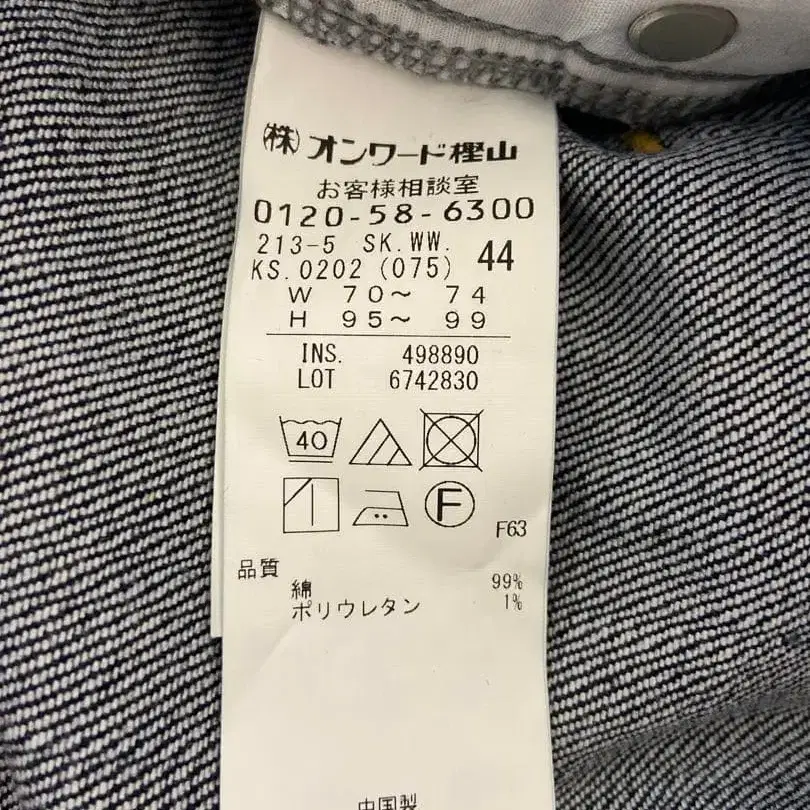 ㈱オンワード樫山
お客様相談室
0120-58-6300
213-5 SK.WW. 44
KS.0202 (075)
W 70～ 74
H 95～ 99
INS. 498890
LOT 6742830
40
F
F63
品質
綿 99%
ポリウレタン 1%
中国製